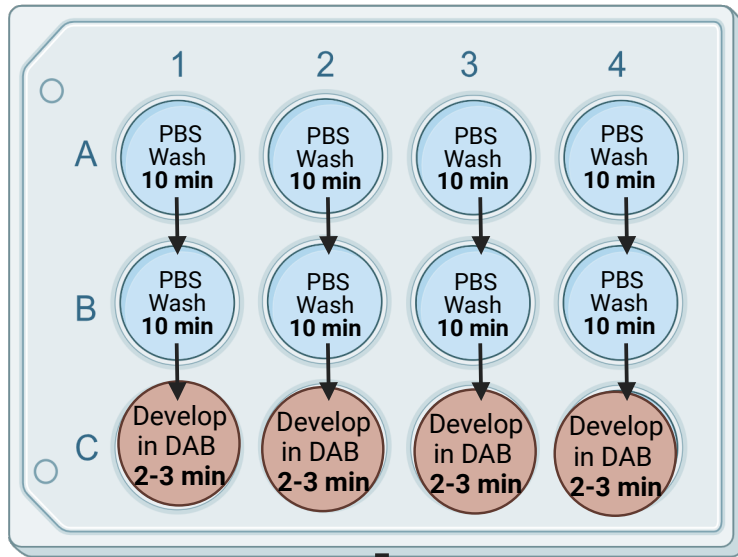 1 2 3 4
A
PBS
Wash
10 min
PBS
Wash
10 min
PBS
Wash
10 min
PBS
Wash
10 min
B
PBS
Wash
10 min
PBS
Wash
10 min
PBS
Wash
10 min
PBS
Wash
10 min
C
Develop
in DAB
2-3 min
Develop
in DAB
2-3 min
Develop
in DAB
2-3 min
Develop
in DAB
2-3 min